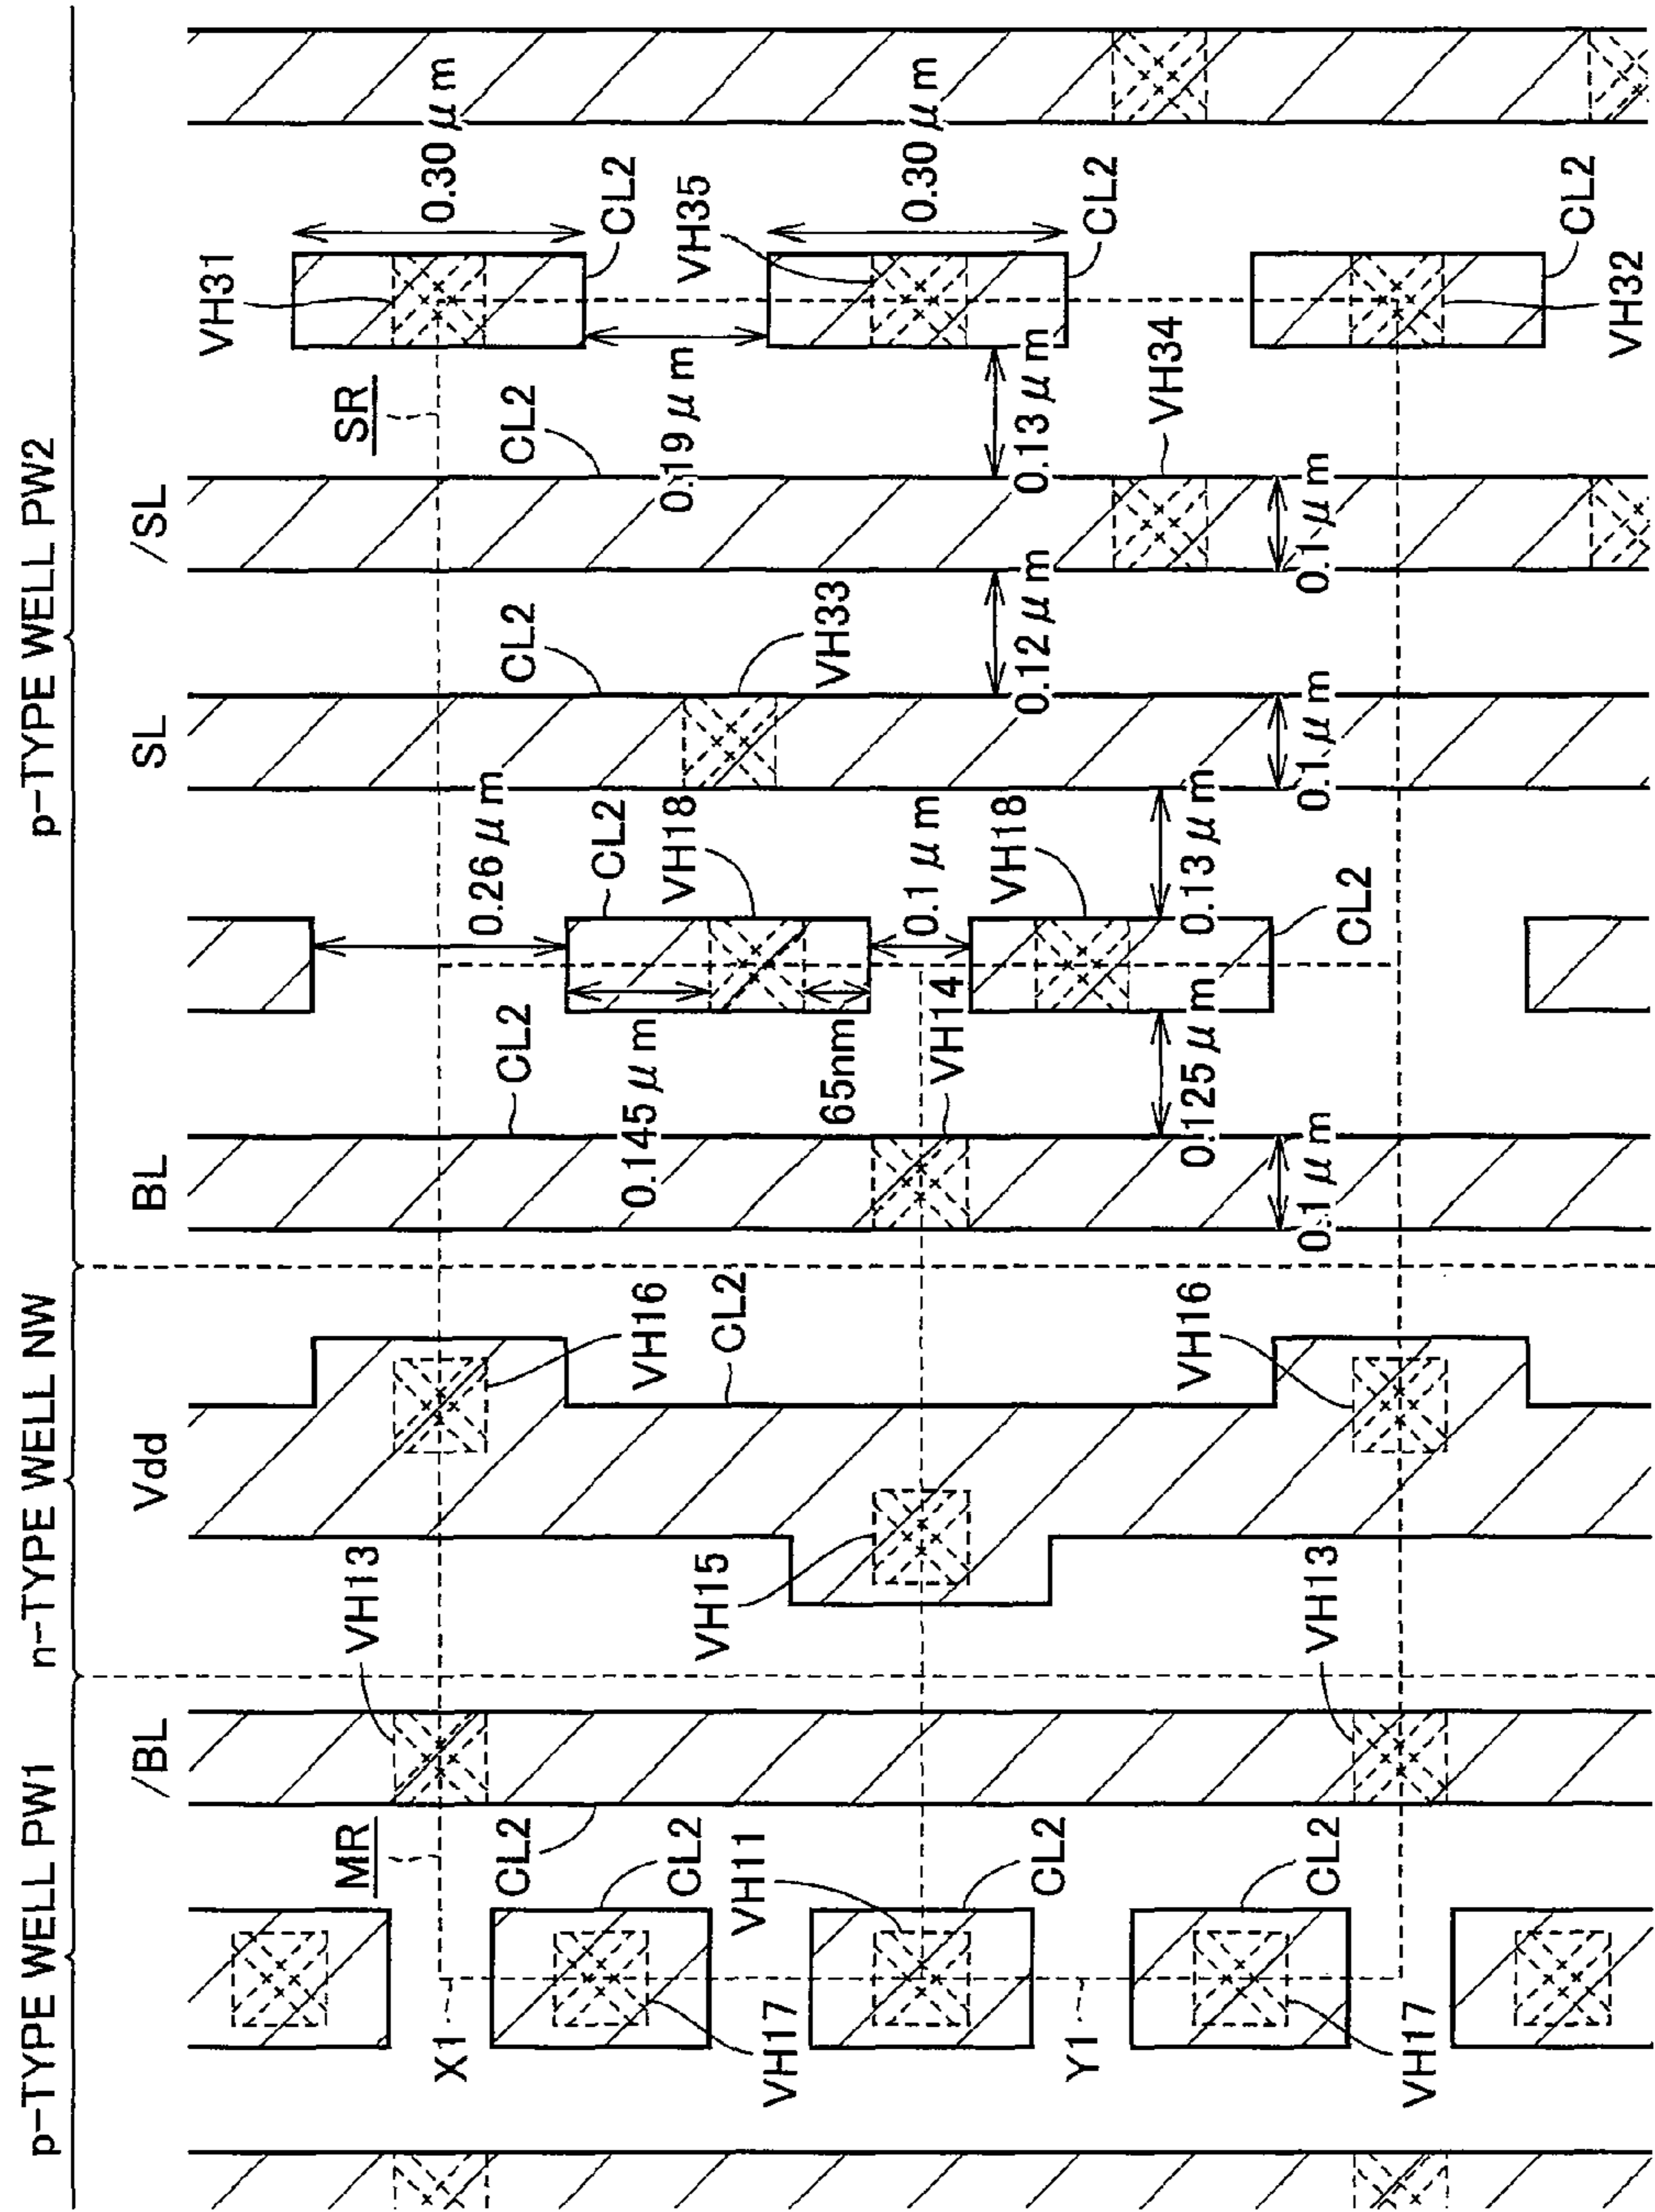 p-TYPE WELL PW1
n-TYPE WELL NW
p-TYPE WELL PW2
/BL
Vdd
BL
SL
/SL
VH31
MR
VH13
SR
X1
0.30 μm
0.26 μm
CL2
CL2
CL2
CL2
CL2
CL2
0.145 μm
VH16
CL2
VH18
0.19 μm
VH35
VH15
CL2
VH11
VH17
VH33
65nm
0.1 μm
0.30 μm
VH14
VH18
0.12 μm
0.13 μm
CL2
Y1
CL2
VH34
VH16
0.125 μm
0.13 μm
CL2
VH13
0.1 μm
0.1 μm
0.1 μm
CL2
VH17
CL2
VH32